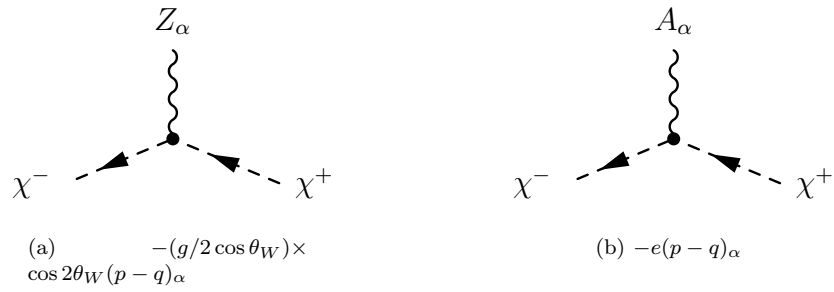 Z_α A_α
χ⁻ χ⁺ χ⁻ χ⁺
(a) −(g/2 cos θ_W)× (b) −e(p − q)_α
cos 2θ_W(p − q)_α